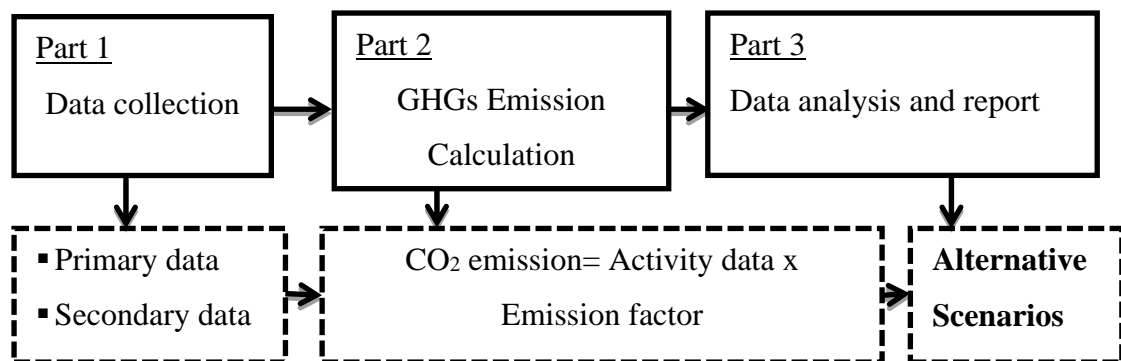 Part 1
Data collection
Part 2
GHGs Emission
Calculation
Part 3
Data analysis and report
▪ Primary data
▪ Secondary data
CO₂ emission= Activity data x
Emission factor
Alternative
Scenarios